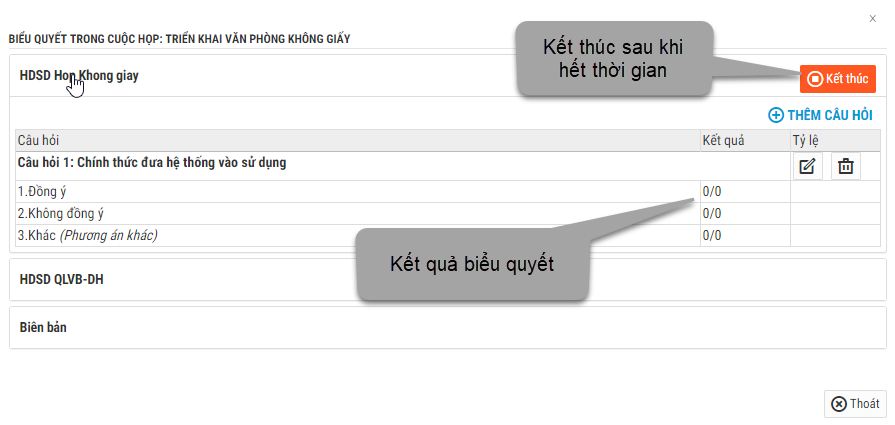 x
BIỂU QUYẾT TRONG CUỘC HỌP: TRIỂN KHAI VĂN PHÒNG KHÔNG GIẤY
Kết thúc sau khi
hết thời gian
HDSD Hop Khong giay
Kết thúc
THÊM CÂU HỎI
Câu hỏi Kết quả Tỷ lệ
Câu hỏi 1: Chính thức đưa hệ thống vào sử dụng
1.Đồng ý 0/0
2.Không đồng ý 0/0
3.Khác (Phương án khác) 0/0
Kết quả biểu quyết
HDSD QLVB-DH
Biên bản
Thoát